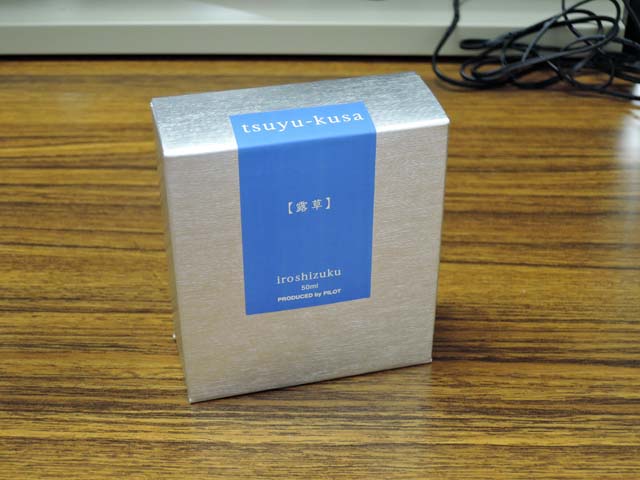 tsuyu-kusa
【露草】
iroshizuku
50ml
PRODUCED by PILOT